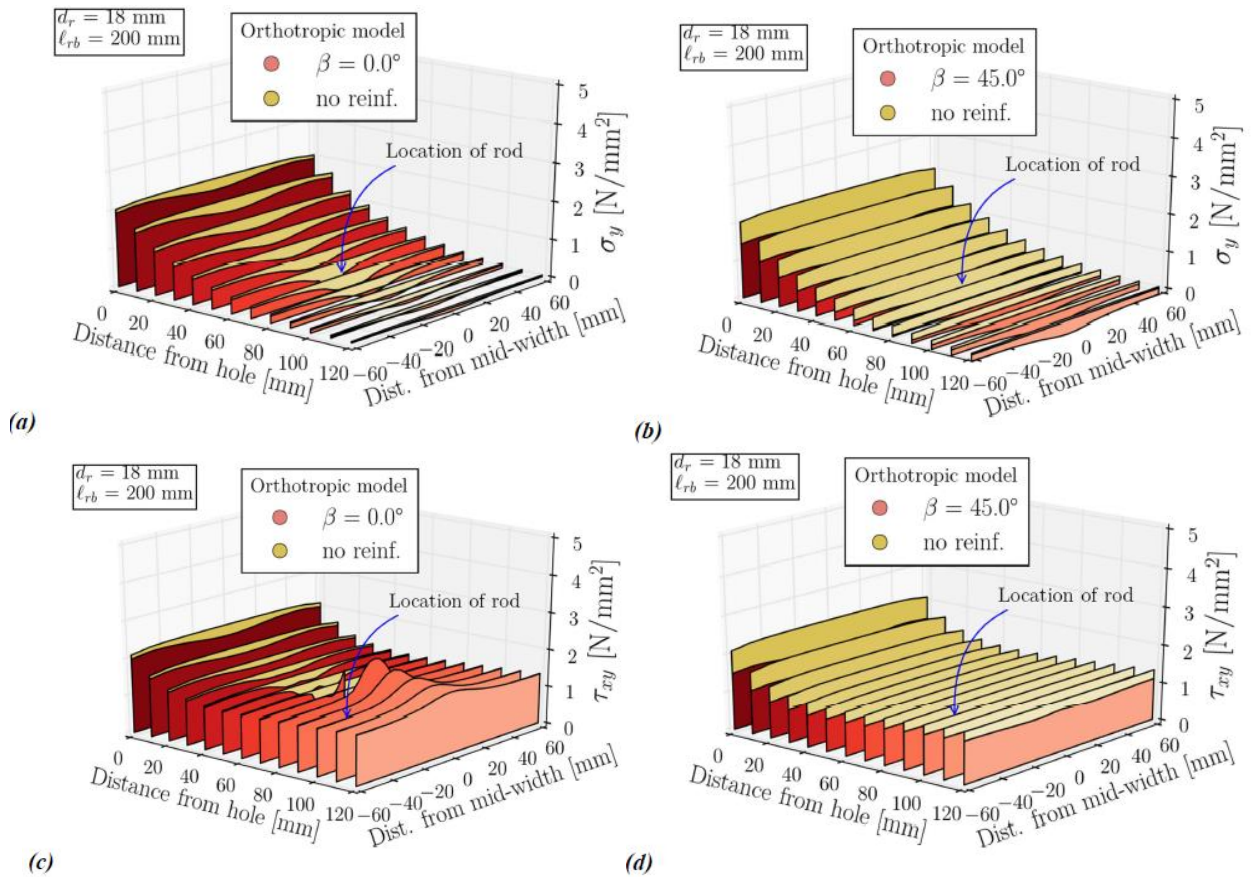 d_r = 18 mm
ℓ_rb = 200 mm
Orthotropic model
β = 0.0°
no reinf.
Location of rod
5
4
3
2
1
0
σ_y [N/mm²]
0
20
40
60
80
100
120
Distance from hole [mm]
−60
−40
−20
0
20
40
60
Dist. from mid-width [mm]
(a)
d_r = 18 mm
ℓ_rb = 200 mm
Orthotropic model
β = 45.0°
no reinf.
Location of rod
5
4
3
2
1
0
σ_y [N/mm²]
0
20
40
60
80
100
120
Distance from hole [mm]
−60
−40
−20
0
20
40
60
Dist. from mid-width [mm]
(b)
d_r = 18 mm
ℓ_rb = 200 mm
Orthotropic model
β = 0.0°
no reinf.
Location of rod
5
4
3
2
1
0
τ_xy [N/mm²]
0
20
40
60
80
100
120
Distance from hole [mm]
−60
−40
−20
0
20
40
60
Dist. from mid-width [mm]
(c)
d_r = 18 mm
ℓ_rb = 200 mm
Orthotropic model
β = 45.0°
no reinf.
Location of rod
5
4
3
2
1
0
τ_xy [N/mm²]
0
20
40
60
80
100
120
Distance from hole [mm]
−60
−40
−20
0
20
40
60
Dist. from mid-width [mm]
(d)